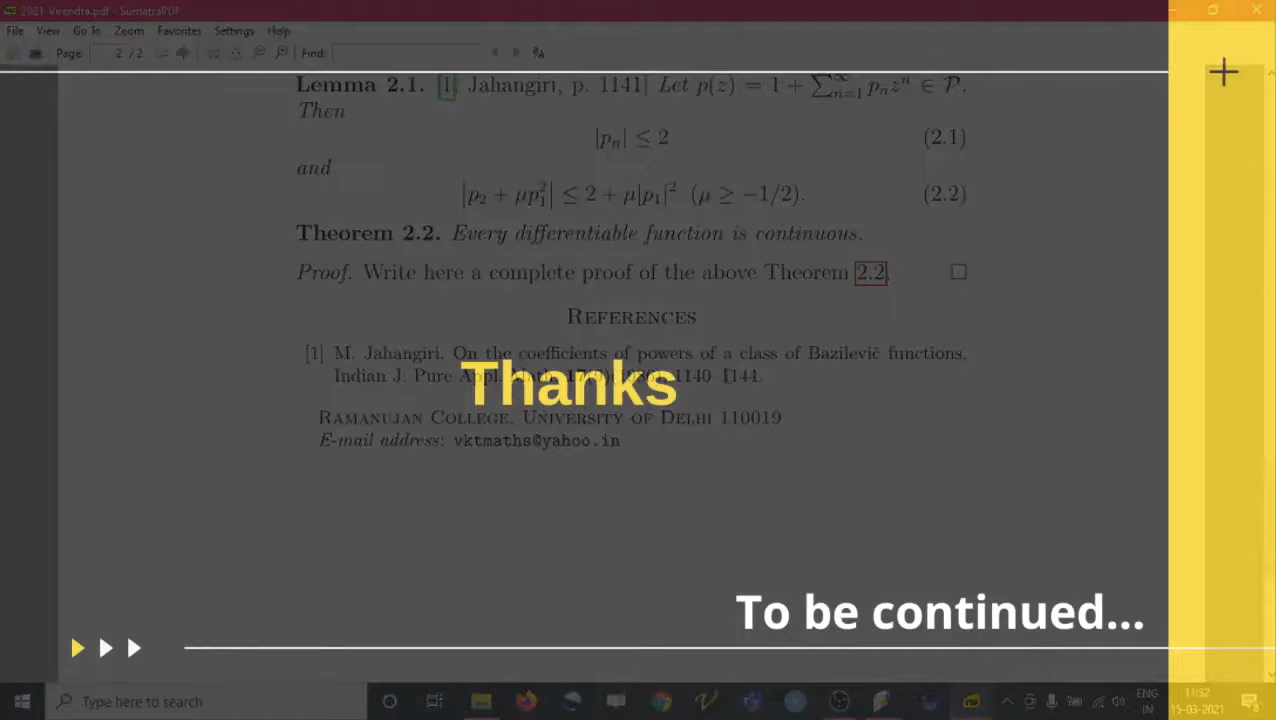 2021-Virendra.pdf - SumatraPDF
File View Go To Zoom Favorites Settings Help
Page: 2 / 2 Find:
Lemma 2.1. [1, Jahangiri, p. 1141] Let p(z) = 1 + ∑_{n=1}^{∞} p_n z^n ∈ P.
Then
|p_n| ≤ 2 (2.1)
and
|p_2 + μp_1^2| ≤ 2 + μ|p_1|^2 (μ ≥ −1/2). (2.2)
Theorem 2.2. Every differentiable function is continuous.
Proof. Write here a complete proof of the above Theorem 2.2. □
REFERENCES
[1] M. Jahangiri. On the coefficients of powers of a class of Bazilevič functions,
Indian J. Pure Appl. Math. 1140 1144.
Thanks
RAMANUJAN COLLEGE, UNIVERSITY OF DELHI 110019
E-mail address: vktmaths@yahoo.in
To be continued...
Type here to search
ENG
IN
11:32
15-03-2021